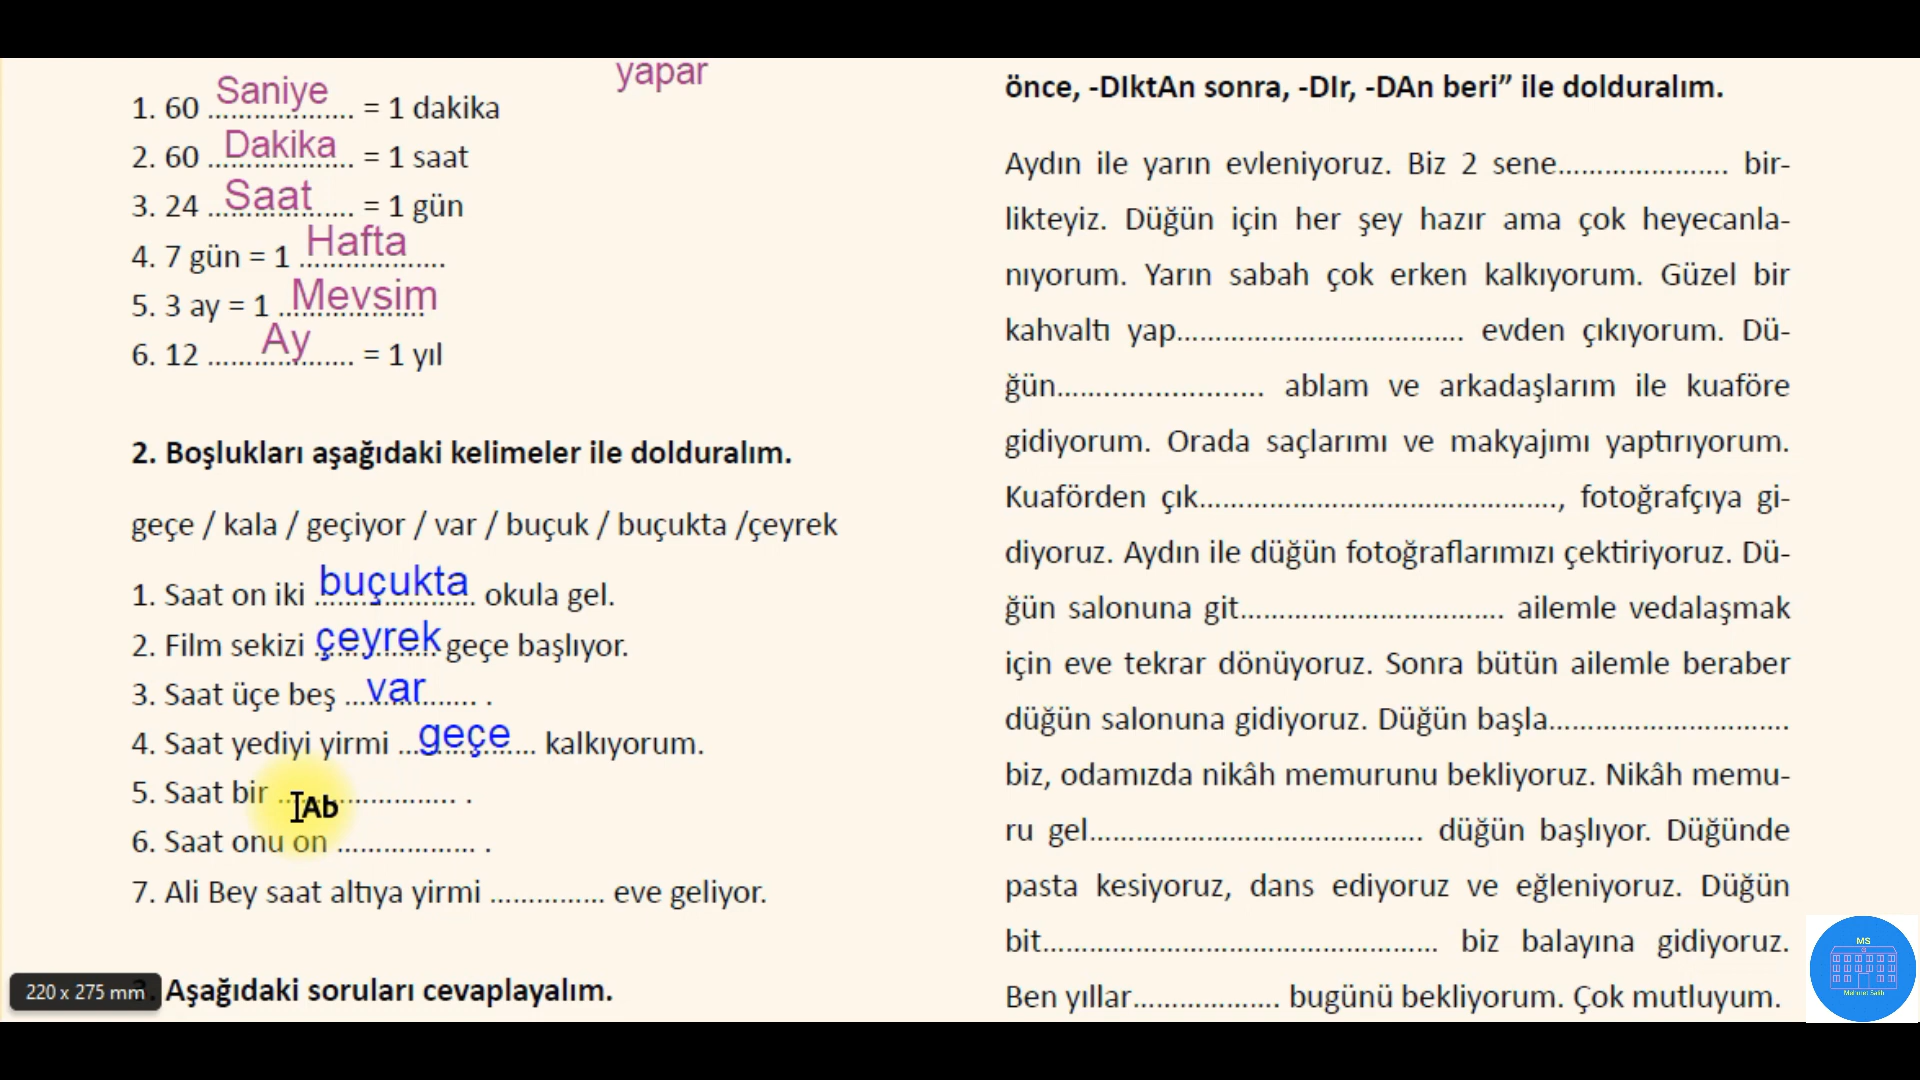 yapar
1. 60 Saniye = 1 dakika
2. 60 Dakika = 1 saat
3. 24 Saat = 1 gün
4. 7 gün = 1 Hafta
5. 3 ay = 1 Mevsim
6. 12 Ay = 1 yıl
2. Boşlukları aşağıdaki kelimeler ile dolduralım.
geçe / kala / geçiyor / var / buçuk / buçukta /çeyrek
1. Saat on iki buçukta okula gel.
2. Film sekizi çeyrek geçe başlıyor.
3. Saat üçe beş var .
4. Saat yediyi yirmi geçe kalkıyorum.
5. Saat bir ..................... .
Ab
6. Saat onu on ................. .
7. Ali Bey saat altıya yirmi ............... eve geliyor.
3. Aşağıdaki soruları cevaplayalım.
220 x 275 mm
önce, -DIktAn sonra, -DIr, -DAn beri” ile dolduralım.
Aydın ile yarın evleniyoruz. Biz 2 sene...................... bir-
likteyiz. Düğün için her şey hazır ama çok heyecanla-
nıyorum. Yarın sabah çok erken kalkıyorum. Güzel bir
kahvaltı yap.................................... evden çıkıyorum. Dü-
ğün.......................... ablam ve arkadaşlarım ile kuaföre
gidiyorum. Orada saçlarımı ve makyajımı yaptırıyorum.
Kuaförden çık............................................., fotoğrafçıya gi-
diyoruz. Aydın ile düğün fotoğraflarımızı çektiriyoruz. Dü-
ğün salonuna git................................. ailemle vedalaşmak
için eve tekrar dönüyoruz. Sonra bütün ailemle beraber
düğün salonuna gidiyoruz. Düğün başla..............................
biz, odamızda nikâh memurunu bekliyoruz. Nikâh memu-
ru gel.......................................... düğün başlıyor. Düğünde
pasta kesiyoruz, dans ediyoruz ve eğleniyoruz. Düğün
bit.................................................. biz balayına gidiyoruz.
Ben yıllar................... bugünü bekliyorum. Çok mutluyum.
MS
Mehmet Salih